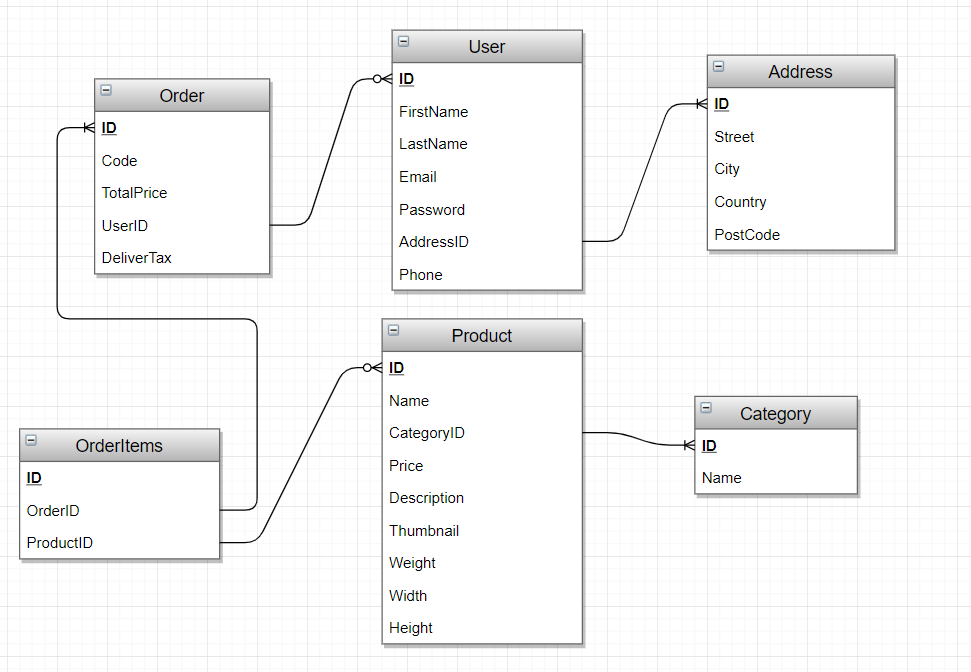 User
ID
FirstName
LastName
Email
Password
AddressID
Phone
Address
ID
Street
City
Country
PostCode
Order
ID
Code
TotalPrice
UserID
DeliverTax
Product
ID
Name
CategoryID
Price
Description
Thumbnail
Weight
Width
Height
Category
ID
Name
OrderItems
ID
OrderID
ProductID